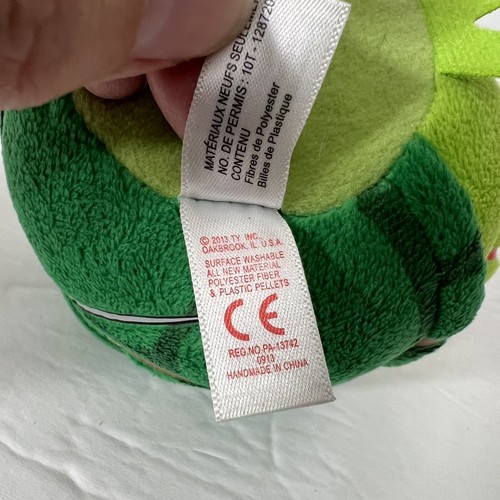 MATÉRIAUX NEUFS SEULEMENT
NO. DE PERMIS : 10T - 128720
CONTENU
Fibres de Polyester
Billes de Plastique
© 2013 TY INC.,
OAKBROOK, IL. U.S.A.
SURFACE WASHABLE
ALL NEW MATERIAL
POLYESTER FIBER
& PLASTIC PELLETS
CE
REG.NO PA-13742
0913
HANDMADE IN CHINA